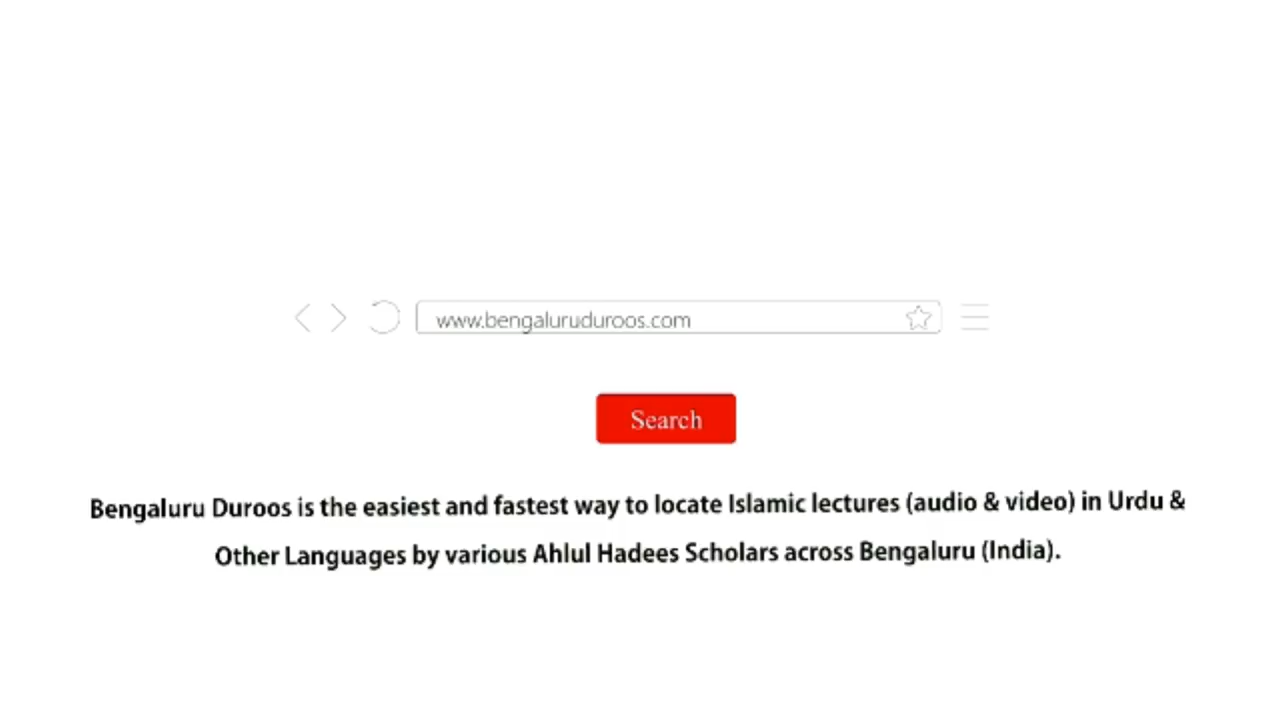 www.bengaluruduroos.com
Search
Bengaluru Duroos is the easiest and fastest way to locate Islamic lectures (audio & video) in Urdu &
Other Languages by various Ahlul Hadees Scholars across Bengaluru (India).